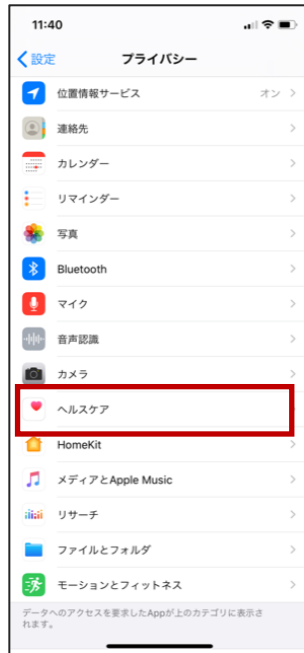 11:40
設定 プライバシー
位置情報サービス オン
連絡先
カレンダー
リマインダー
写真
Bluetooth
マイク
音声認識
カメラ
ヘルスケア
HomeKit
メディアとApple Music
リサーチ
ファイルとフォルダ
モーションとフィットネス
データへのアクセスを要求したAppが上のカテゴリに表示さ
れます。